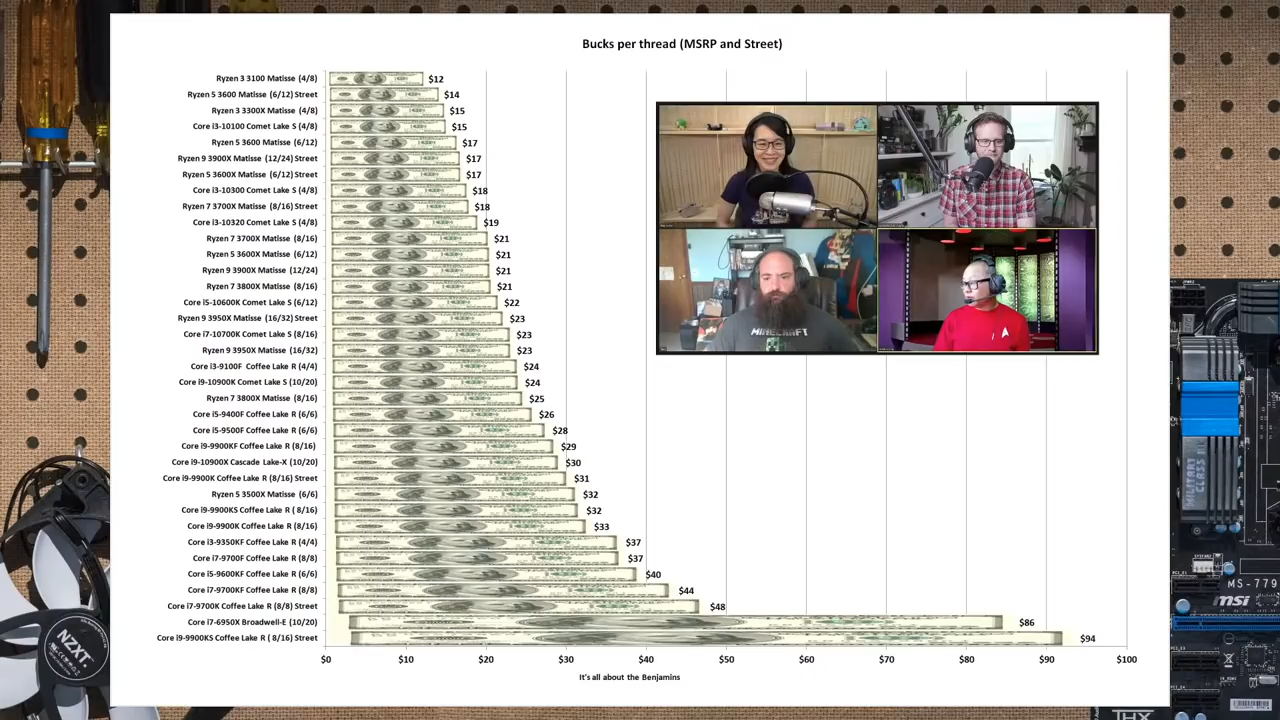 Bucks per thread (MSRP and Street)
Ryzen 3 3100 Matisse (4/8) $12
Ryzen 5 3600 Matisse (6/12) Street $14
Ryzen 3 3300X Matisse (4/8) $15
Core i3-10100 Comet Lake S (4/8) $15
Ryzen 5 3600 Matisse (6/12) $17
Ryzen 9 3900X Matisse (12/24) Street $17
Ryzen 5 3600X Matisse (6/12) Street $17
Core i3-10300 Comet Lake S (4/8) $18
Ryzen 7 3700X Matisse (8/16) Street $18
Core i3-10320 Comet Lake S (4/8) $19
Ryzen 7 3700X Matisse (8/16) $21
Ryzen 5 3600X Matisse (6/12) $21
Ryzen 9 3900X Matisse (12/24) $21
Ryzen 7 3800X Matisse (8/16) $21
Core i5-10600K Comet Lake S (6/12) $22
Ryzen 9 3950X Matisse (16/32) Street $23
Core i7-10700K Comet Lake S (8/16) $23
Ryzen 9 3950X Matisse (16/32) $23
Core i3-9100F Coffee Lake R (4/4) $24
Core i9-10900K Comet Lake S (10/20) $24
Ryzen 7 3800X Matisse (8/16) $25
Core i5-9400F Coffee Lake R (6/6) $26
Core i5-9500F Coffee Lake R (6/6) $28
Core i9-9900KF Coffee Lake R (8/16) $29
Core i9-10900X Cascade Lake-X (10/20) $30
Core i9-9900K Coffee Lake R (8/16) Street $31
Ryzen 5 3500X Matisse (6/6) $32
Core i9-9900KS Coffee Lake R ( 8/16) $32
Core i9-9900K Coffee Lake R (8/16) $33
Core i3-9350KF Coffee Lake R (4/4) $37
Core i7-9700F Coffee Lake R (8/8) $37
Core i5-9600KF Coffee Lake R (6/6) $40
Core i7-9700KF Coffee Lake R (8/8) $44
Core i7-9700K Coffee Lake R (8/8) Street $48
Core i7-6950X Broadwell-E (10/20) $86
Core i9-9900KS Coffee Lake R ( 8/16) Street $94
$0 $10 $20 $30 $40 $50 $60 $70 $80 $90 $100
It's all about the Benjamins
MINECRAFT
NZXT
MILITARY
CLASS III
MS-779
msi
THX